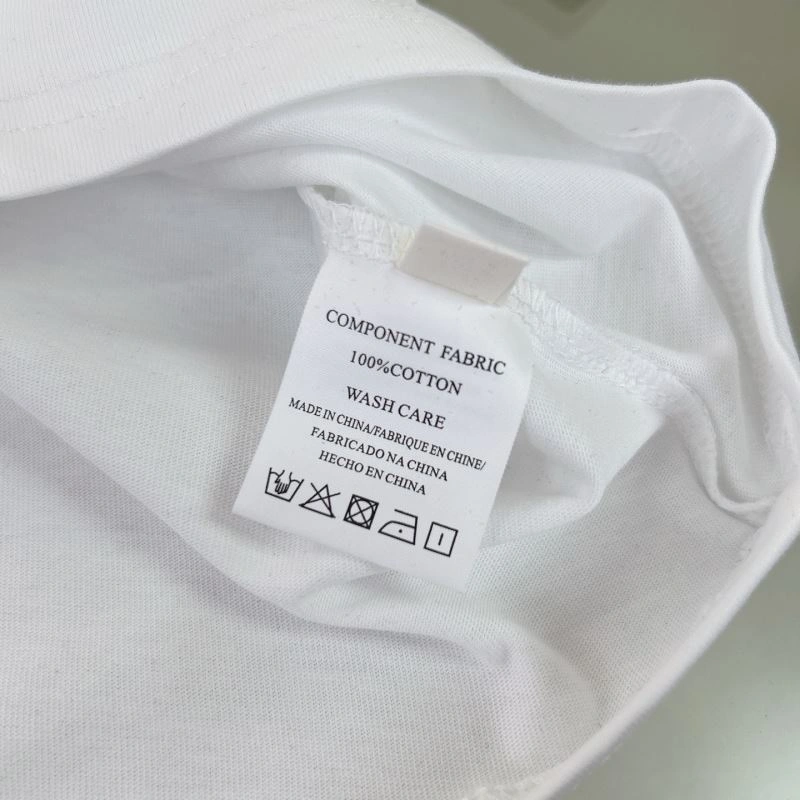 COMPONENT FABRIC
100%COTTON
WASH CARE
MADE IN CHINA/FABRIQUE EN CHINE/
FABRICADO NA CHINA
HECHO EN CHINA